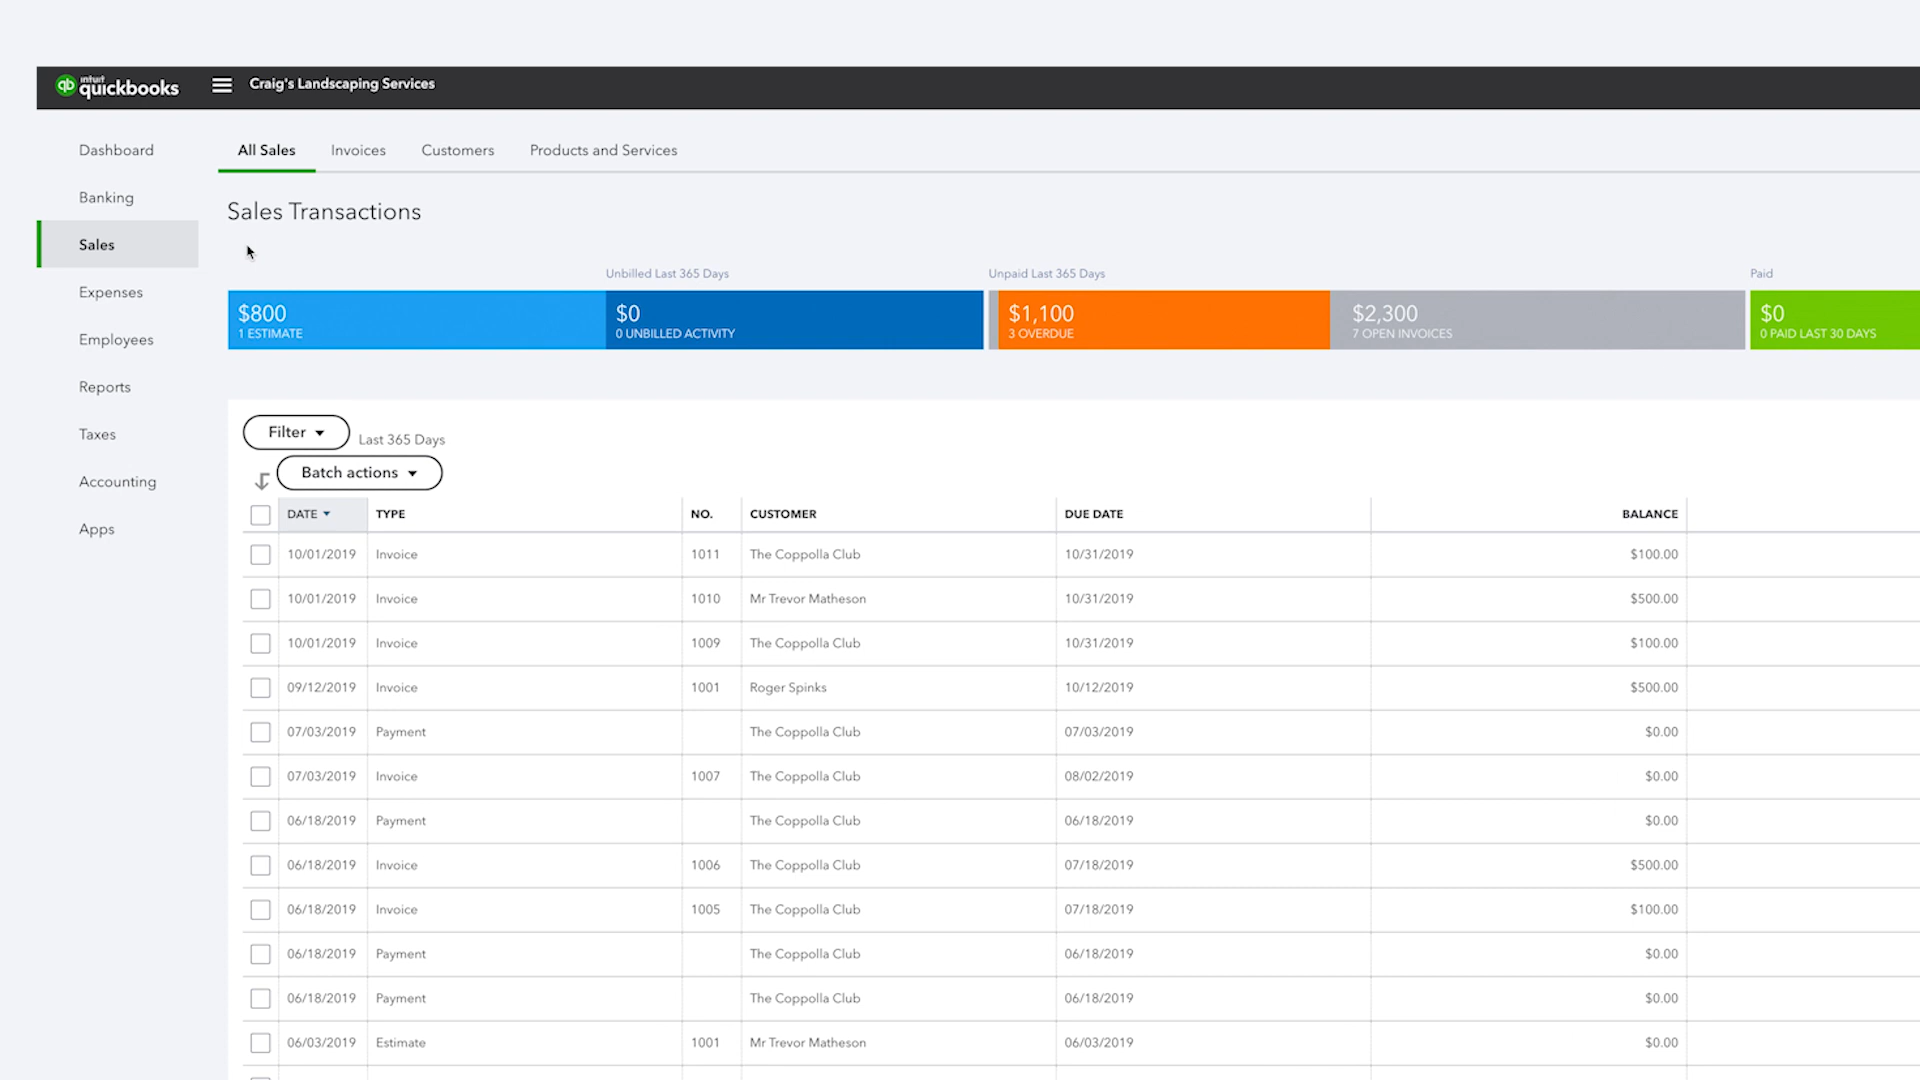 intuit
quickbooks
Craig's Landscaping Services
Dashboard
Banking
Sales
Expenses
Employees
Reports
Taxes
Accounting
Apps
All Sales Invoices Customers Products and Services
Sales Transactions
Unbilled Last 365 Days Unpaid Last 365 Days Paid
$800 $0 $1,100 $2,300 $0
1 ESTIMATE 0 UNBILLED ACTIVITY 3 OVERDUE 7 OPEN INVOICES 0 PAID LAST 30 DAYS
Filter Last 365 Days
Batch actions
DATE TYPE NO. CUSTOMER DUE DATE BALANCE
10/01/2019 Invoice 1011 The Coppolla Club 10/31/2019 $100.00
10/01/2019 Invoice 1010 Mr Trevor Matheson 10/31/2019 $500.00
10/01/2019 Invoice 1009 The Coppolla Club 10/31/2019 $100.00
09/12/2019 Invoice 1001 Roger Spinks 10/12/2019 $500.00
07/03/2019 Payment The Coppolla Club 07/03/2019 $0.00
07/03/2019 Invoice 1007 The Coppolla Club 08/02/2019 $0.00
06/18/2019 Payment The Coppolla Club 06/18/2019 $0.00
06/18/2019 Invoice 1006 The Coppolla Club 07/18/2019 $500.00
06/18/2019 Invoice 1005 The Coppolla Club 07/18/2019 $100.00
06/18/2019 Payment The Coppolla Club 06/18/2019 $0.00
06/18/2019 Payment The Coppolla Club 06/18/2019 $0.00
06/03/2019 Estimate 1001 Mr Trevor Matheson 06/03/2019 $0.00